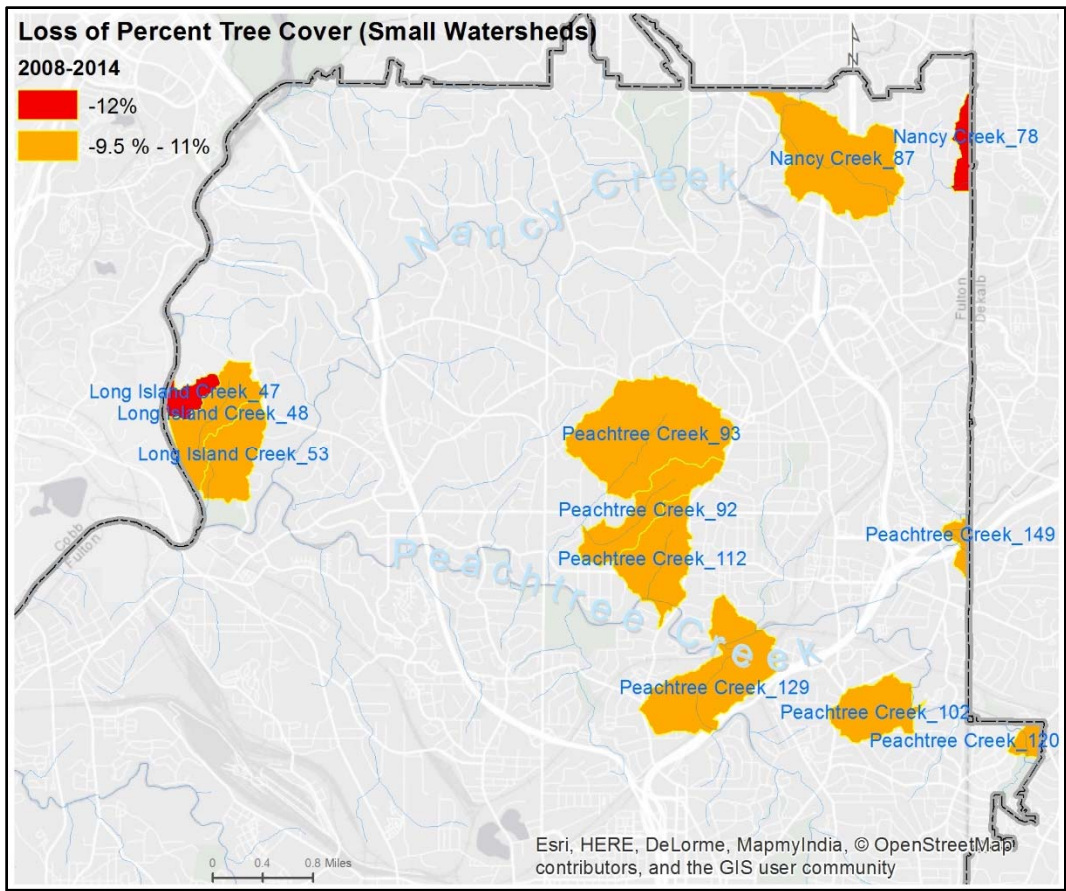 Loss of Percent Tree Cover (Small Watersheds)
2008-2014
-12%
-9.5 % - 11%
N
Nancy Creek_78
Nancy Creek_87
Nancy Creek
Fulton
Dekalb
Long Island Creek_47
Long Island Creek_48
Long Island Creek_53
Peachtree Creek_93
Peachtree Creek_92
Peachtree Creek_149
Peachtree Creek_112
Cobb
Fulton
Peachtree Creek
Peachtree Creek_129
Peachtree Creek_102
Peachtree Creek_120
0 0.4 0.8 Miles
Esri, HERE, DeLorme, MapmyIndia, © OpenStreetMap
contributors, and the GIS user community